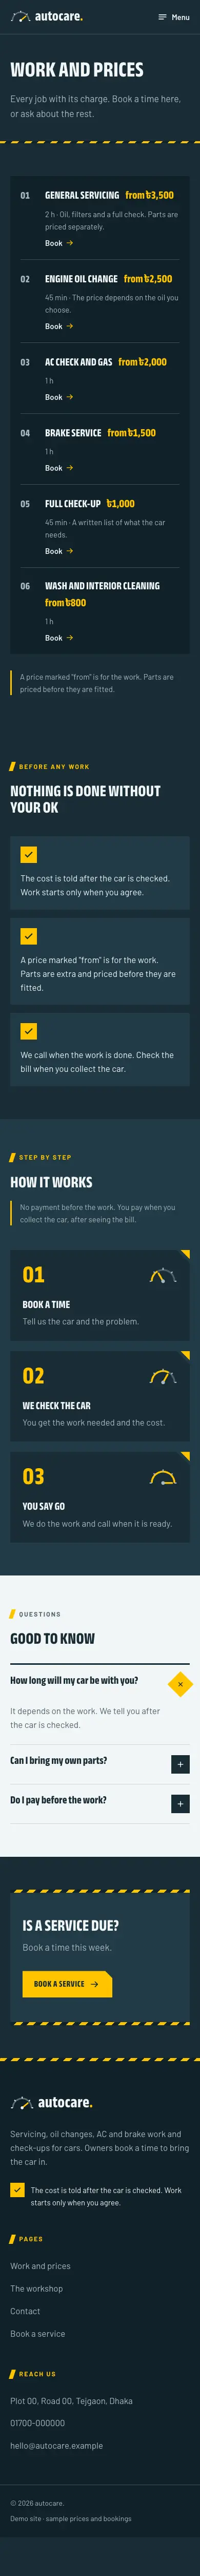 autocare.
Menu
WORK AND PRICES
Every job with its charge. Book a time here,
or ask about the rest.
01
GENERAL SERVICING from ৳3,500
2 h · Oil, filters and a full check. Parts are
priced separately.
Book →
02
ENGINE OIL CHANGE from ৳2,500
45 min · The price depends on the oil you
choose.
Book →
03
AC CHECK AND GAS from ৳2,000
1 h
Book →
04
BRAKE SERVICE from ৳1,500
1 h
Book →
05
FULL CHECK-UP ৳1,000
45 min · A written list of what the car
needs.
Book →
06
WASH AND INTERIOR CLEANING
from ৳800
1 h
Book →
A price marked "from" is for the work. Parts are
priced before they are fitted.
BEFORE ANY WORK
NOTHING IS DONE WITHOUT
YOUR OK
The cost is told after the car is checked.
Work starts only when you agree.
A price marked "from" is for the work.
Parts are extra and priced before they are
fitted.
We call when the work is done. Check the
bill when you collect the car.
STEP BY STEP
HOW IT WORKS
No payment before the work. You pay when you
collect the car, after seeing the bill.
01
BOOK A TIME
Tell us the car and the problem.
02
WE CHECK THE CAR
You get the work needed and the cost.
03
YOU SAY GO
We do the work and call when it is ready.
QUESTIONS
GOOD TO KNOW
How long will my car be with you?
It depends on the work. We tell you after
the car is checked.
Can I bring my own parts?
Do I pay before the work?
IS A SERVICE DUE?
Book a time this week.
BOOK A SERVICE →
autocare.
Servicing, oil changes, AC and brake work and
check-ups for cars. Owners book a time to bring
the car in.
The cost is told after the car is checked. Work
starts only when you agree.
PAGES
Work and prices
The workshop
Contact
Book a service
REACH US
Plot 00, Road 00, Tejgaon, Dhaka
01700-000000
hello@autocare.example
© 2026 autocare.
Demo site · sample prices and bookings